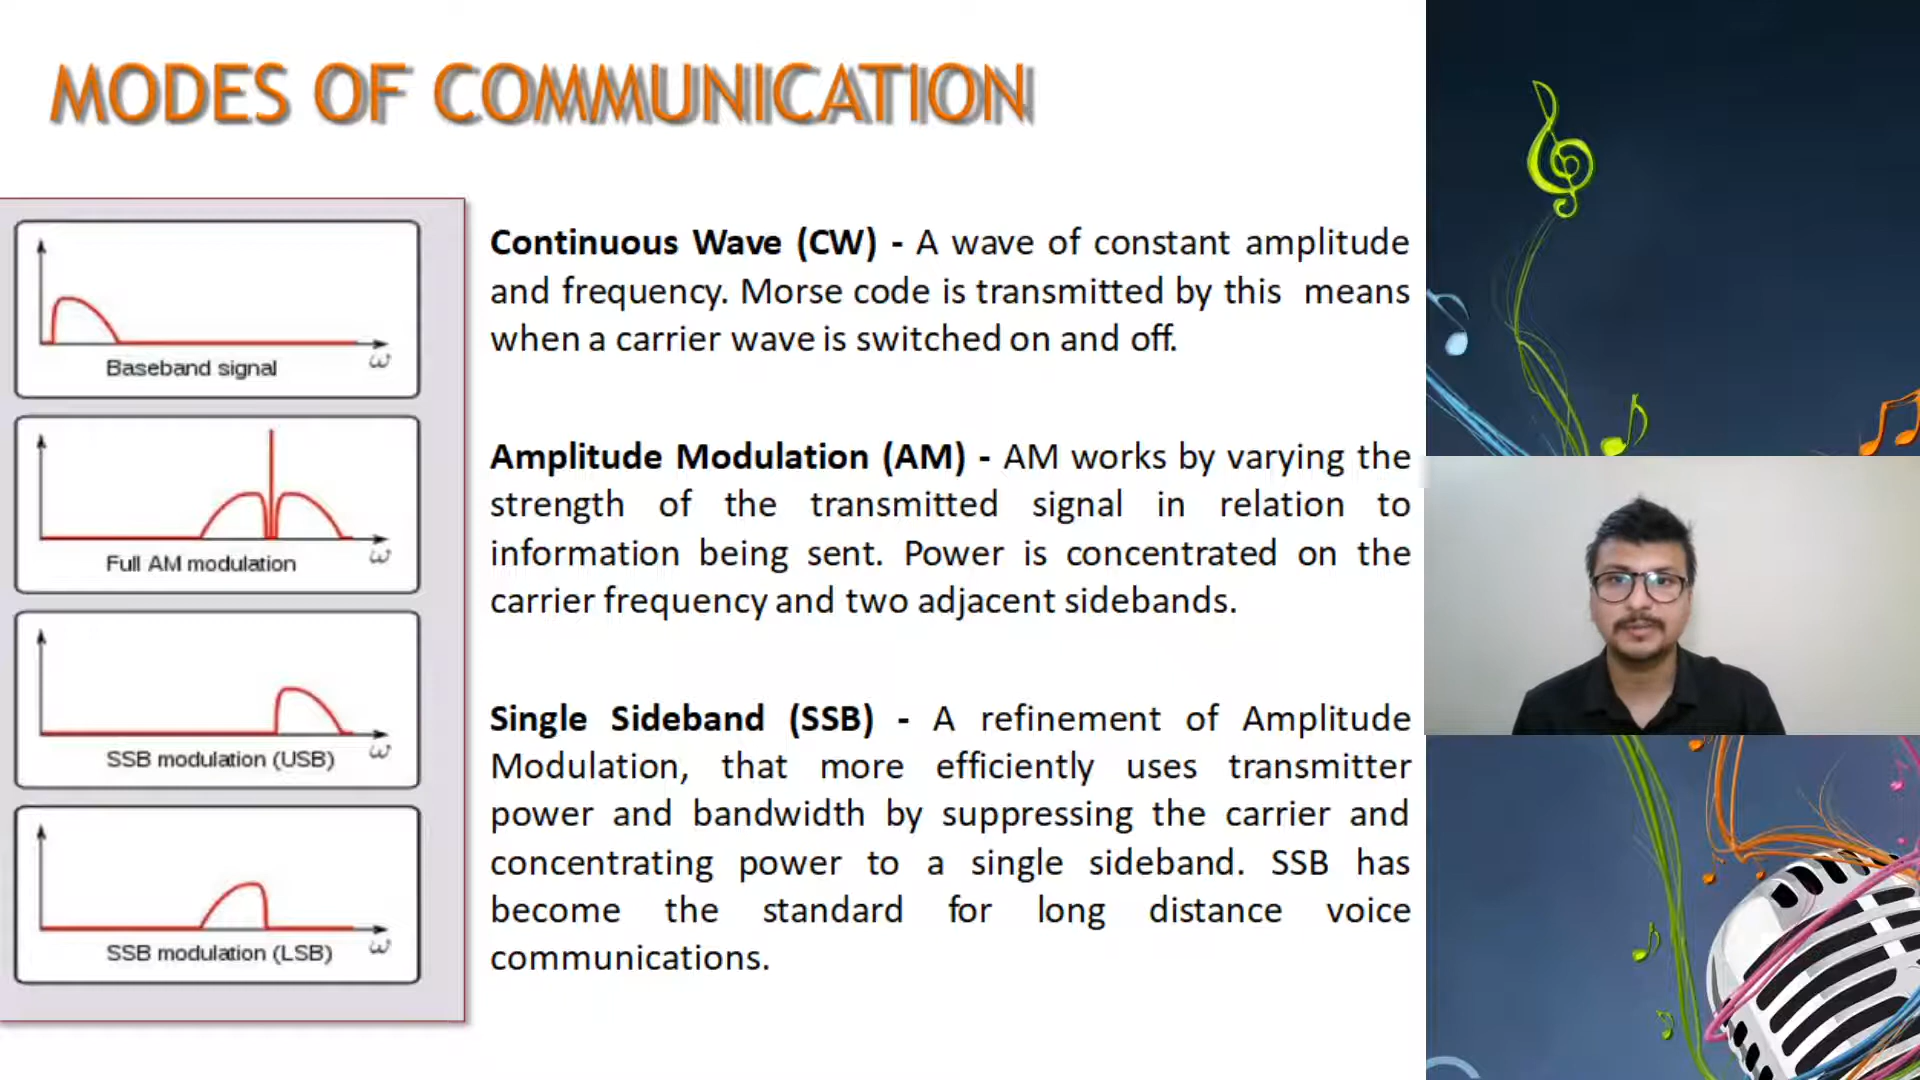 MODES OF COMMUNICATION
Baseband signal
ω
Full AM modulation
ω
SSB modulation (USB)
ω
SSB modulation (LSB)
ω
Continuous Wave (CW) - A wave of constant amplitude
and frequency. Morse code is transmitted by this means
when a carrier wave is switched on and off.
Amplitude Modulation (AM) - AM works by varying the
strength of the transmitted signal in relation to
information being sent. Power is concentrated on the
carrier frequency and two adjacent sidebands.
Single Sideband (SSB) - A refinement of Amplitude
Modulation, that more efficiently uses transmitter
power and bandwidth by suppressing the carrier and
concentrating power to a single sideband. SSB has
become the standard for long distance voice
communications.